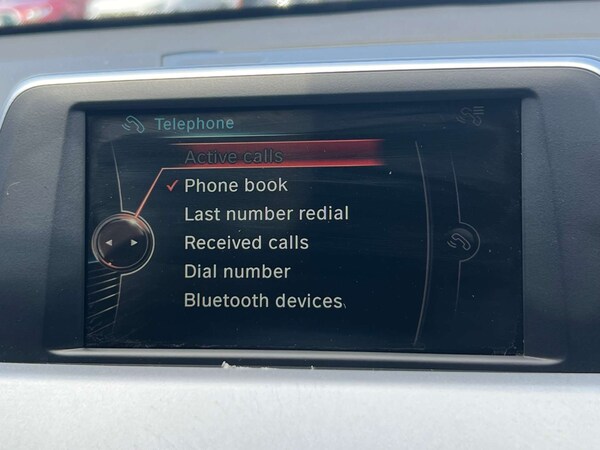 Telephone
Active calls
Phone book
Last number redial
Received calls
Dial number
Bluetooth devices